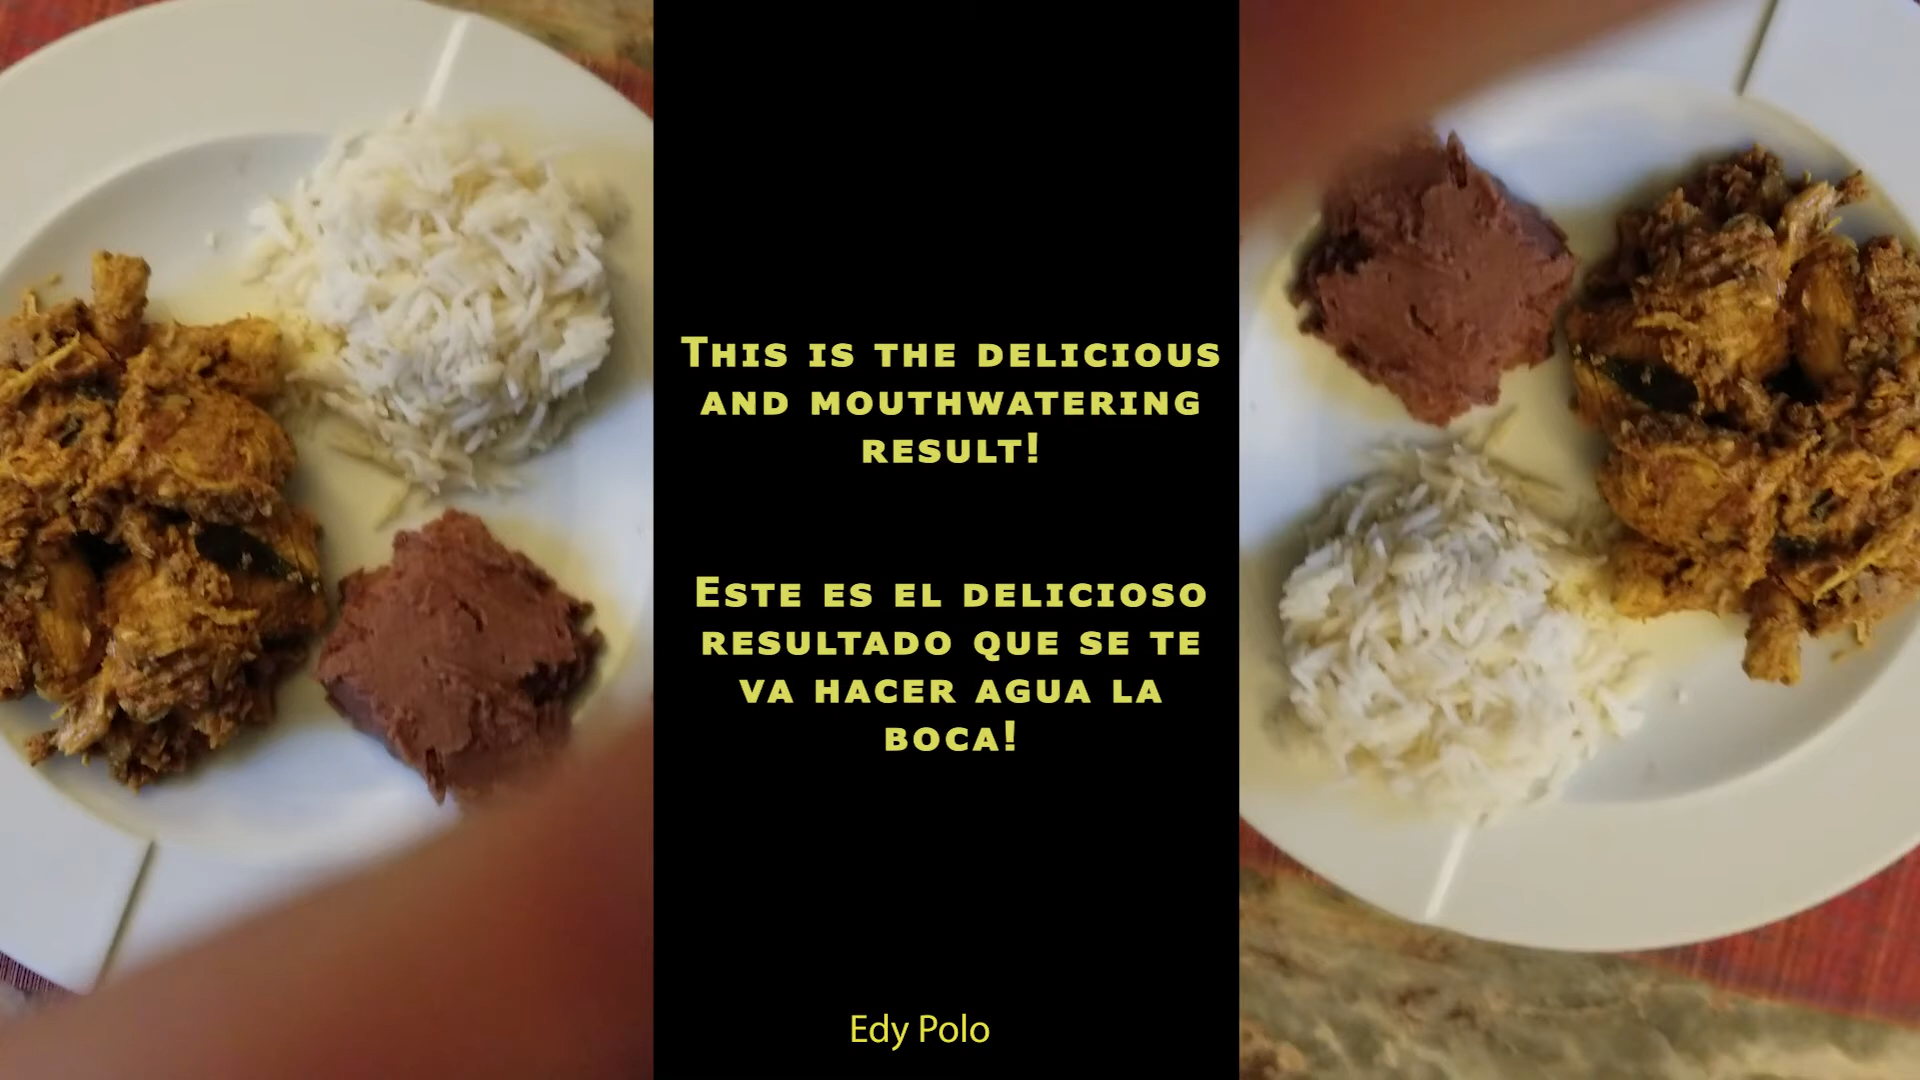 This is the delicious
and mouthwatering
result!
Este es el delicioso
resultado que se te
va hacer agua la
boca!
Edy Polo